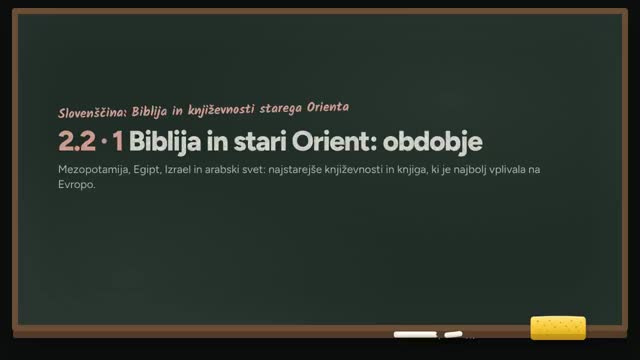 Slovenščina: Biblija in književnosti starega Orienta
2.2 · 1 Biblija in stari Orient: obdobje
Mezopotamija, Egipt, Izrael in arabski svet: najstarejše književnosti in knjiga, ki je najbolj vplivala na
Evropo.